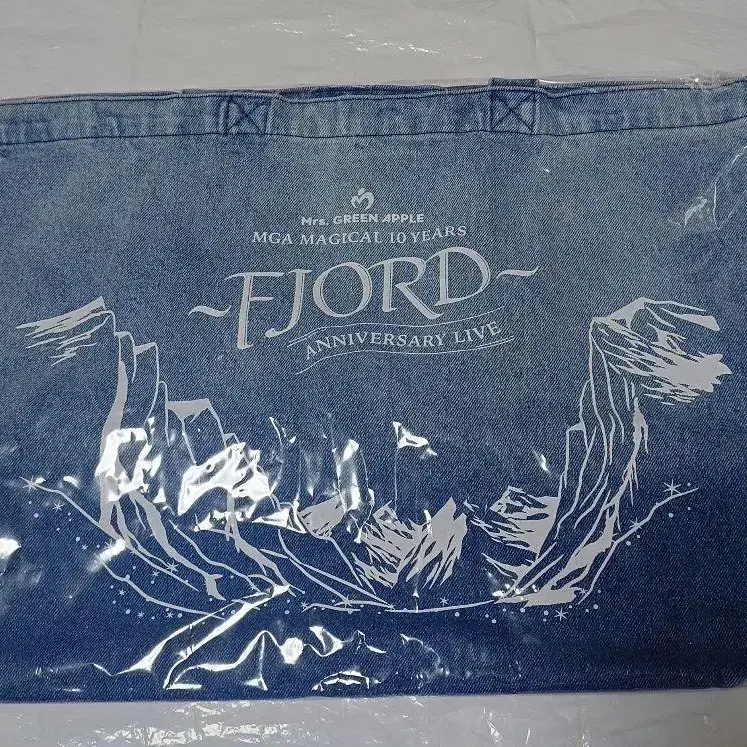 Mrs. GREEN APPLE
MGA MAGICAL 10 YEARS
~FJORD~
ANNIVERSARY LIVE